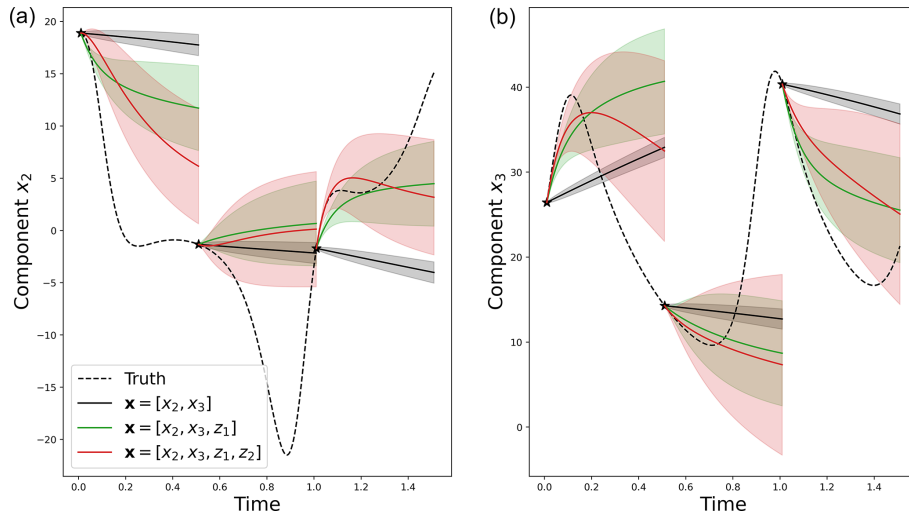 (a)
20
15
10
5
0
−5
−10
−15
−20
Component x₂
Truth
𝐱 = [x₂, x₃]
𝐱 = [x₂, x₃, z₁]
𝐱 = [x₂, x₃, z₁, z₂]
0.0 0.2 0.4 0.6 0.8 1.0 1.2 1.4
Time
(b)
40
30
20
10
0
Component x₃
0.0 0.2 0.4 0.6 0.8 1.0 1.2 1.4
Time